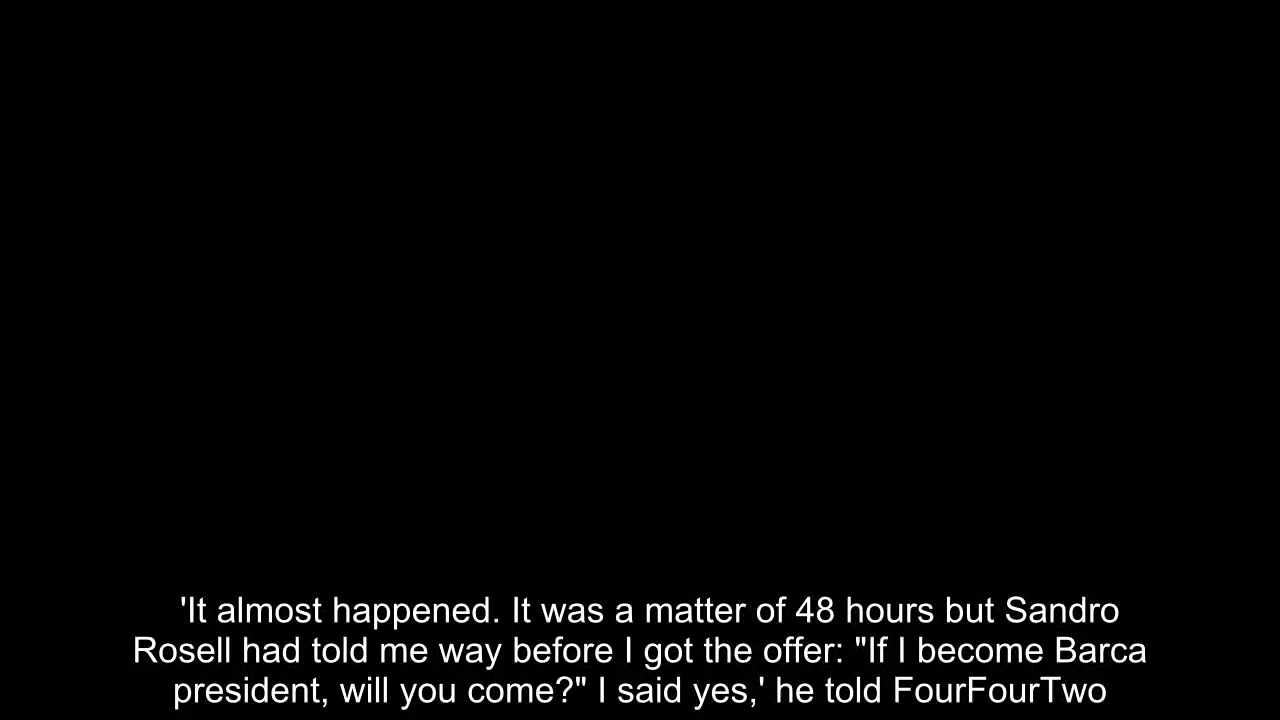 'It almost happened. It was a matter of 48 hours but Sandro
Rosell had told me way before I got the offer: "If I become Barca
president, will you come?" I said yes,' he told FourFourTwo